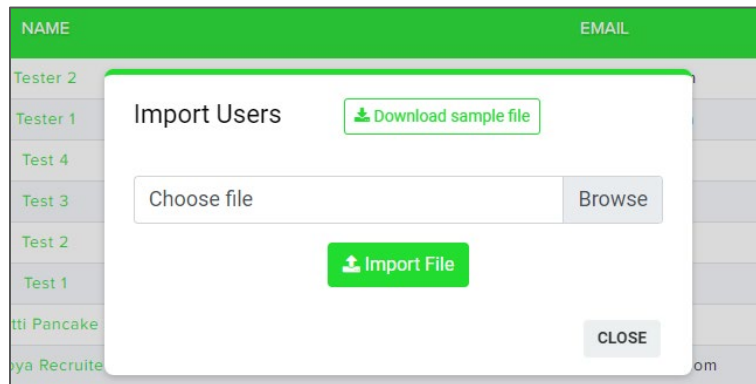 NAME EMAIL
Tester 2
Import Users Download sample file
Tester 1
Test 4
Test 3
Choose file Browse
Test 2
Import File
Test 1
Pancake
CLOSE